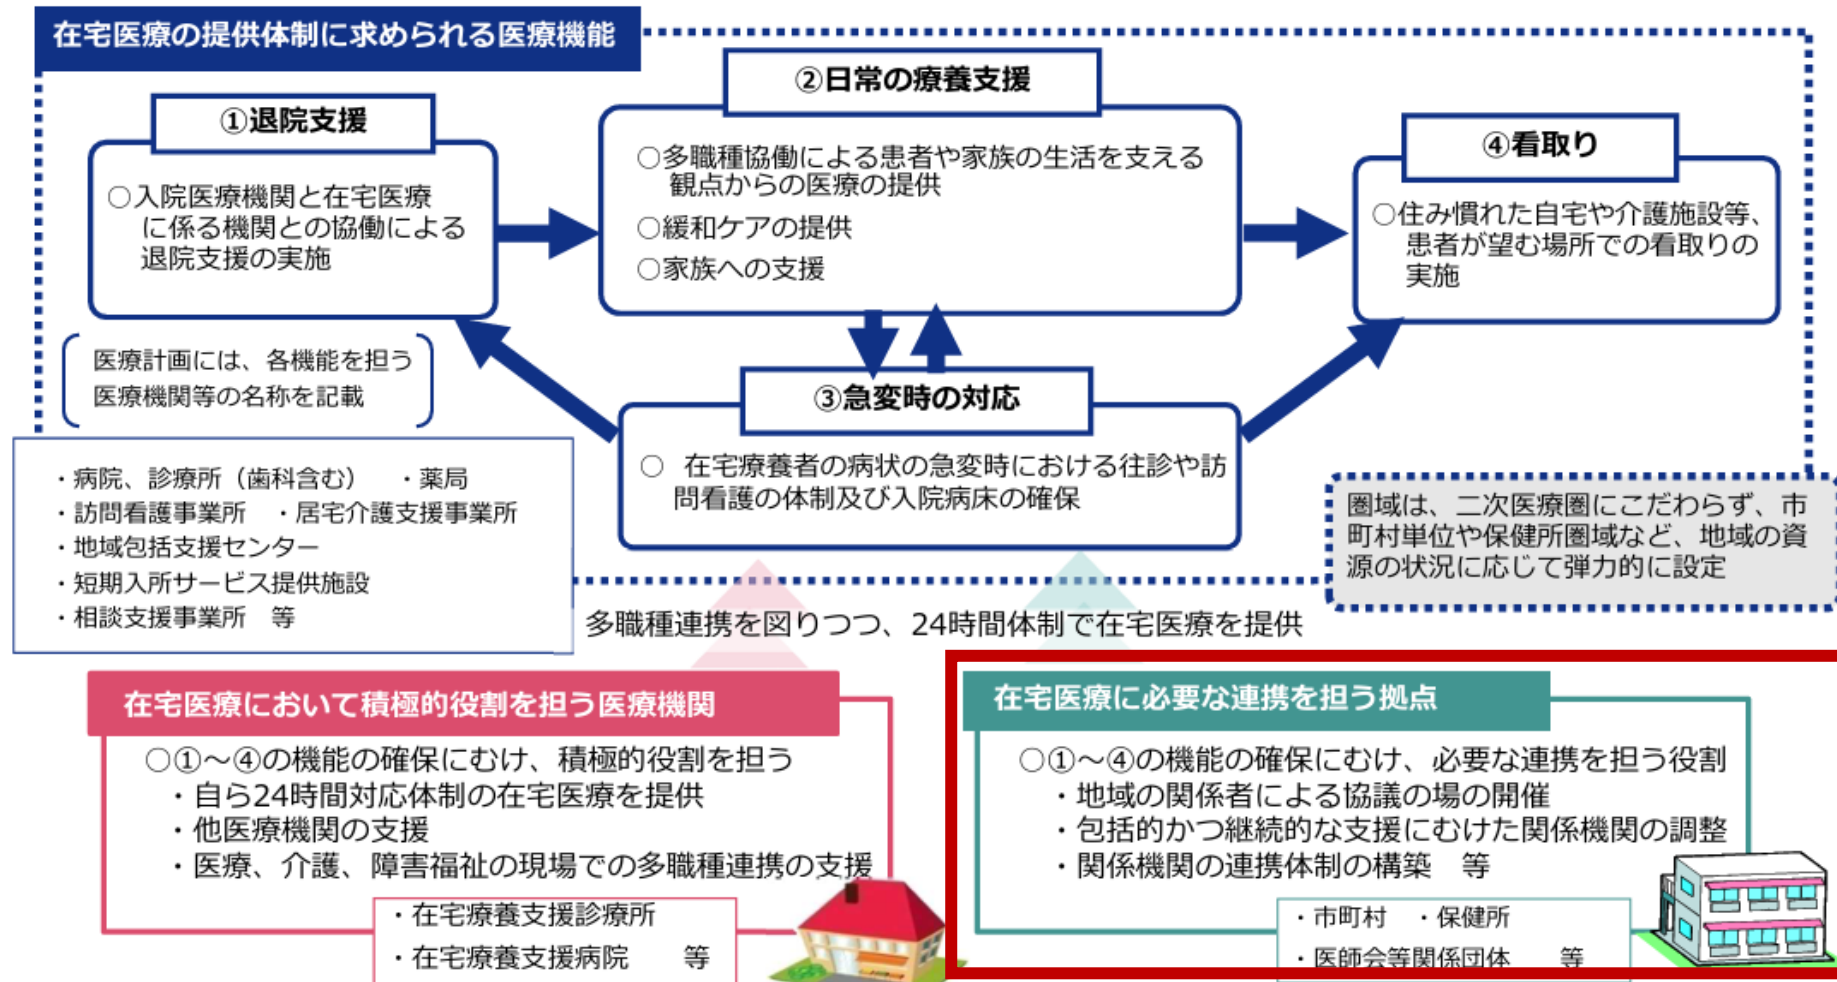 在宅医療の提供体制に求められる医療機能
①退院支援
○入院医療機関と在宅医療
に係る機関との協働による
退院支援の実施
②日常の療養支援
○多職種協働による患者や家族の生活を支える
観点からの医療の提供
○緩和ケアの提供
○家族への支援
④看取り
○住み慣れた自宅や介護施設等、
患者が望む場所での看取りの
実施
医療計画には、各機能を担う
医療機関等の名称を記載
③急変時の対応
○ 在宅療養者の病状の急変時における往診や訪
問看護の体制及び入院病床の確保
・病院、診療所（歯科含む） ・薬局
・訪問看護事業所 ・居宅介護支援事業所
・地域包括支援センター
・短期入所サービス提供施設
・相談支援事業所 等
圏域は、二次医療圏にこだわらず、市
町村単位や保健所圏域など、地域の資
源の状況に応じて弾力的に設定
多職種連携を図りつつ、24時間体制で在宅医療を提供
在宅医療において積極的役割を担う医療機関
○①～④の機能の確保にむけ、積極的役割を担う
・自ら24時間対応体制の在宅医療を提供
・他医療機関の支援
・医療、介護、障害福祉の現場での多職種連携の支援
・在宅療養支援診療所
・在宅療養支援病院 等
在宅医療に必要な連携を担う拠点
○①～④の機能の確保にむけ、必要な連携を担う役割
・地域の関係者による協議の場の開催
・包括的かつ継続的な支援にむけた関係機関の調整
・関係機関の連携体制の構築 等
・市町村 ・保健所
・医師会等関係団体 等